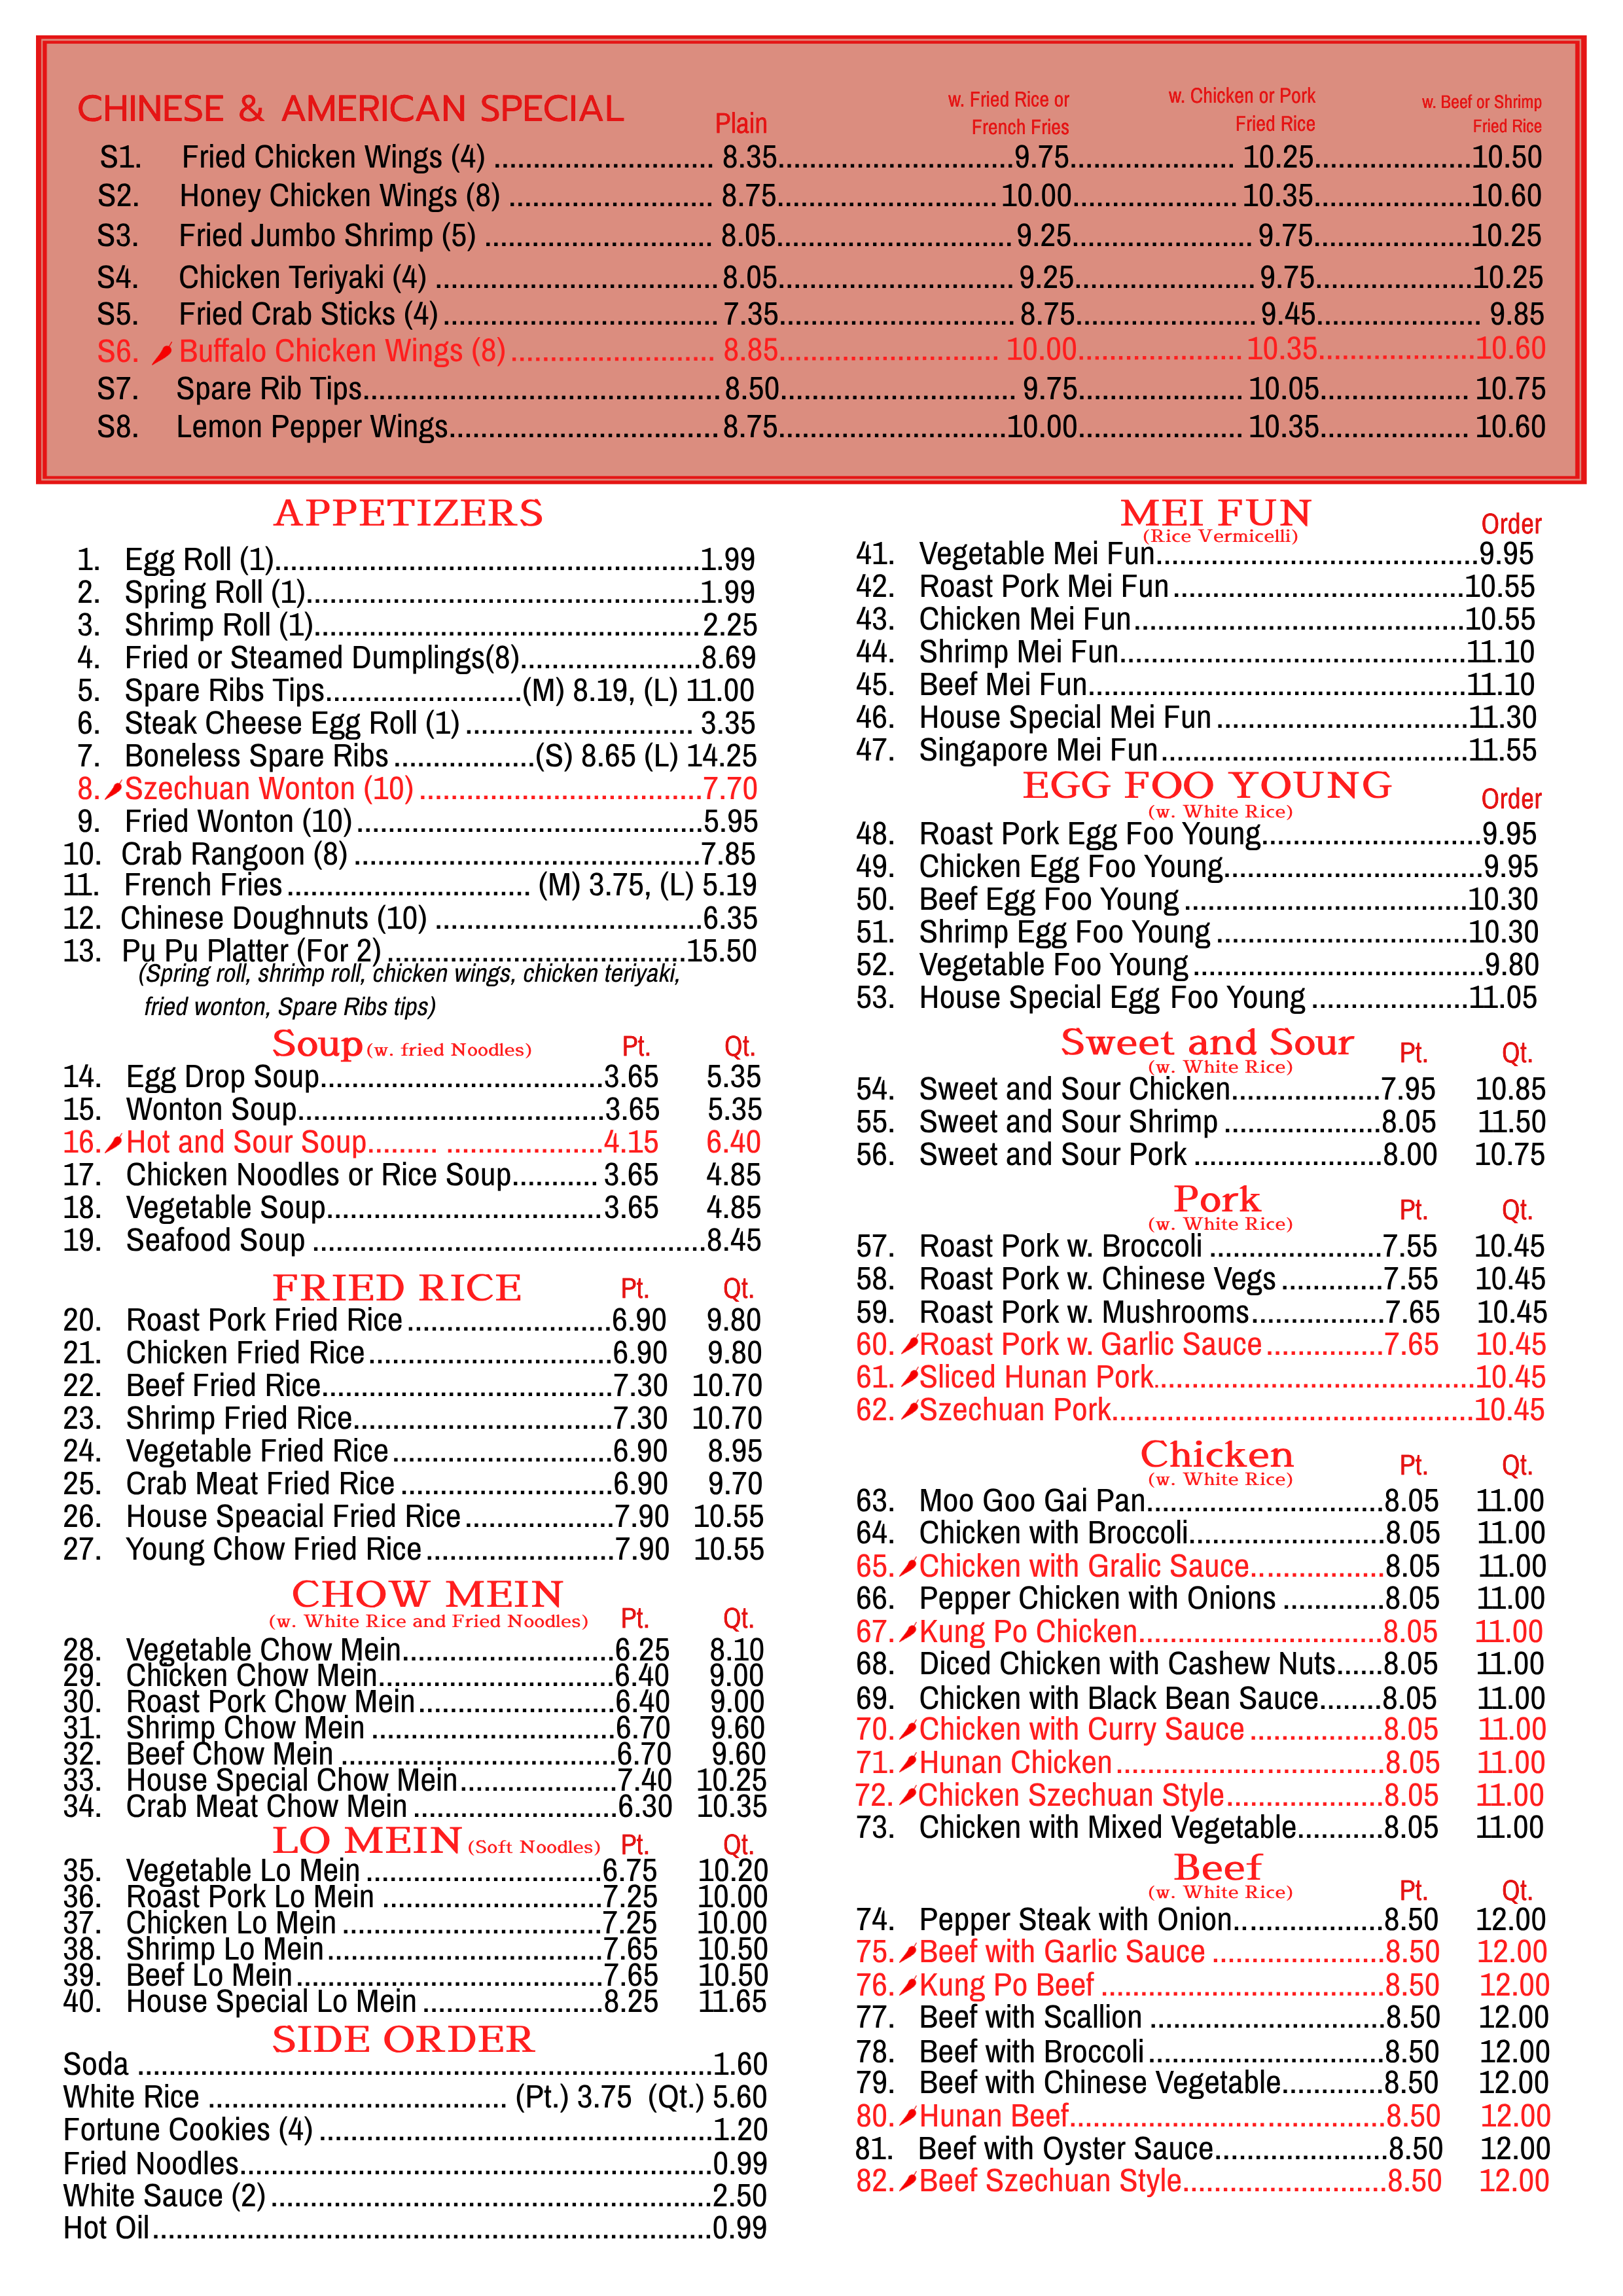 CHINESE & AMERICAN SPECIAL Plain w. Fried Rice or French Fries w. Chicken or Pork Fried Rice w. Beef or Shrimp Fried Rice
S1. Fried Chicken Wings (4) ............................ 8.35..............................9.75..................... 10.25....................10.50
S2. Honey Chicken Wings (8) .......................... 8.75............................ 10.00..................... 10.35....................10.60
S3. Fried Jumbo Shrimp (5) ............................. 8.05.............................. 9.25....................... 9.75....................10.25
S4. Chicken Teriyaki (4) ....................................8.05.............................. 9.25...................... 9.75....................10.25
S5. Fried Crab Sticks (4) ................................... 7.35.............................. 8.75...................... 9.45..................... 9.85
S6. Buffalo Chicken Wings (8) .......................... 8.85............................ 10.00..................... 10.35....................10.60
S7. Spare Rib Tips.............................................. 8.50.............................. 9.75..................... 10.05................... 10.75
S8. Lemon Pepper Wings.................................. 8.75.............................10.00..................... 10.35................... 10.60
APPETIZERS
1. Egg Roll (1)......................................................1.99
2. Spring Roll (1)..................................................1.99
3. Shrimp Roll (1)................................................. 2.25
4. Fried or Steamed Dumplings(8).......................8.69
5. Spare Ribs Tips.........................(M) 8.19, (L) 11.00
6. Steak Cheese Egg Roll (1) ............................. 3.35
7. Boneless Spare Ribs ..................(S) 8.65 (L) 14.25
8. Szechuan Wonton (10) ....................................7.70
9. Fried Wonton (10) ............................................5.95
10. Crab Rangoon (8) ............................................7.85
11. French Fries ............................... (M) 3.75, (L) 5.19
12. Chinese Doughnuts (10) ..................................6.35
13. Pu Pu Platter (For 2) ......................................15.50
(Spring roll, shrimp roll, chicken wings, chicken teriyaki,
fried wonton, Spare Ribs tips)
Soup (w. fried Noodles) Pt. Qt.
14. Egg Drop Soup....................................3.65 5.35
15. Wonton Soup.......................................3.65 5.35
16. Hot and Sour Soup......... ....................4.15 6.40
17. Chicken Noodles or Rice Soup........... 3.65 4.85
18. Vegetable Soup...................................3.65 4.85
19. Seafood Soup ..................................................8.45
FRIED RICE Pt. Qt.
20. Roast Pork Fried Rice ..........................6.90 9.80
21. Chicken Fried Rice ...............................6.90 9.80
22. Beef Fried Rice.....................................7.30 10.70
23. Shrimp Fried Rice.................................7.30 10.70
24. Vegetable Fried Rice ............................6.90 8.95
25. Crab Meat Fried Rice ...........................6.90 9.70
26. House Speacial Fried Rice ...................7.90 10.55
27. Young Chow Fried Rice ........................7.90 10.55
CHOW MEIN
(w. White Rice and Fried Noodles) Pt. Qt.
28. Vegetable Chow Mein...........................6.25 8.10
29. Chicken Chow Mein..............................6.40 9.00
30. Roast Pork Chow Mein .........................6.40 9.00
31. Shrimp Chow Mein ...............................6.70 9.60
32. Beef Chow Mein ...................................6.70 9.60
33. House Special Chow Mein....................7.40 10.25
34. Crab Meat Chow Mein ..........................6.30 10.35
LO MEIN (Soft Noodles) Pt. Qt.
35. Vegetable Lo Mein ..............................6.75 10.20
36. Roast Pork Lo Mein ............................7.25 10.00
37. Chicken Lo Mein .................................7.25 10.00
38. Shrimp Lo Mein ...................................7.65 10.50
39. Beef Lo Mein .......................................7.65 10.50
40. House Special Lo Mein .......................8.25 11.65
SIDE ORDER
Soda .........................................................................1.60
White Rice ...................................... (Pt.) 3.75 (Qt.) 5.60
Fortune Cookies (4) ..................................................1.20
Fried Noodles............................................................0.99
White Sauce (2) ........................................................2.50
Hot Oil.......................................................................0.99
MEI FUN
(Rice Vermicelli) Order
41. Vegetable Mei Fun.........................................9.95
42. Roast Pork Mei Fun .....................................10.55
43. Chicken Mei Fun ..........................................10.55
44. Shrimp Mei Fun............................................11.10
45. Beef Mei Fun................................................11.10
46. House Special Mei Fun ................................11.30
47. Singapore Mei Fun .......................................11.55
EGG FOO YOUNG
(w. White Rice) Order
48. Roast Pork Egg Foo Young............................9.95
49. Chicken Egg Foo Young.................................9.95
50. Beef Egg Foo Young ....................................10.30
51. Shrimp Egg Foo Young ................................10.30
52. Vegetable Foo Young .....................................9.80
53. House Special Egg Foo Young ....................11.05
Sweet and Sour
(w. White Rice) Pt. Qt.
54. Sweet and Sour Chicken...................7.95 10.85
55. Sweet and Sour Shrimp ....................8.05 11.50
56. Sweet and Sour Pork ........................8.00 10.75
Pork
(w. White Rice) Pt. Qt.
57. Roast Pork w. Broccoli ......................7.55 10.45
58. Roast Pork w. Chinese Vegs .............7.55 10.45
59. Roast Pork w. Mushrooms.................7.65 10.45
60. Roast Pork w. Garlic Sauce ...............7.65 10.45
61. Sliced Hunan Pork.........................................10.45
62. Szechuan Pork..............................................10.45
Chicken
(w. White Rice) Pt. Qt.
63. Moo Goo Gai Pan..............................8.05 11.00
64. Chicken with Broccoli.........................8.05 11.00
65. Chicken with Gralic Sauce.................8.05 11.00
66. Pepper Chicken with Onions .............8.05 11.00
67. Kung Po Chicken...............................8.05 11.00
68. Diced Chicken with Cashew Nuts......8.05 11.00
69. Chicken with Black Bean Sauce........8.05 11.00
70. Chicken with Curry Sauce .................8.05 11.00
71. Hunan Chicken ..................................8.05 11.00
72. Chicken Szechuan Style....................8.05 11.00
73. Chicken with Mixed Vegetable...........8.05 11.00
Beef
(w. White Rice) Pt. Qt.
74. Pepper Steak with Onion...................8.50 12.00
75. Beef with Garlic Sauce ......................8.50 12.00
76. Kung Po Beef ....................................8.50 12.00
77. Beef with Scallion ..............................8.50 12.00
78. Beef with Broccoli ..............................8.50 12.00
79. Beef with Chinese Vegetable.............8.50 12.00
80. Hunan Beef........................................8.50 12.00
81. Beef with Oyster Sauce......................8.50 12.00
82. Beef Szechuan Style..........................8.50 12.00